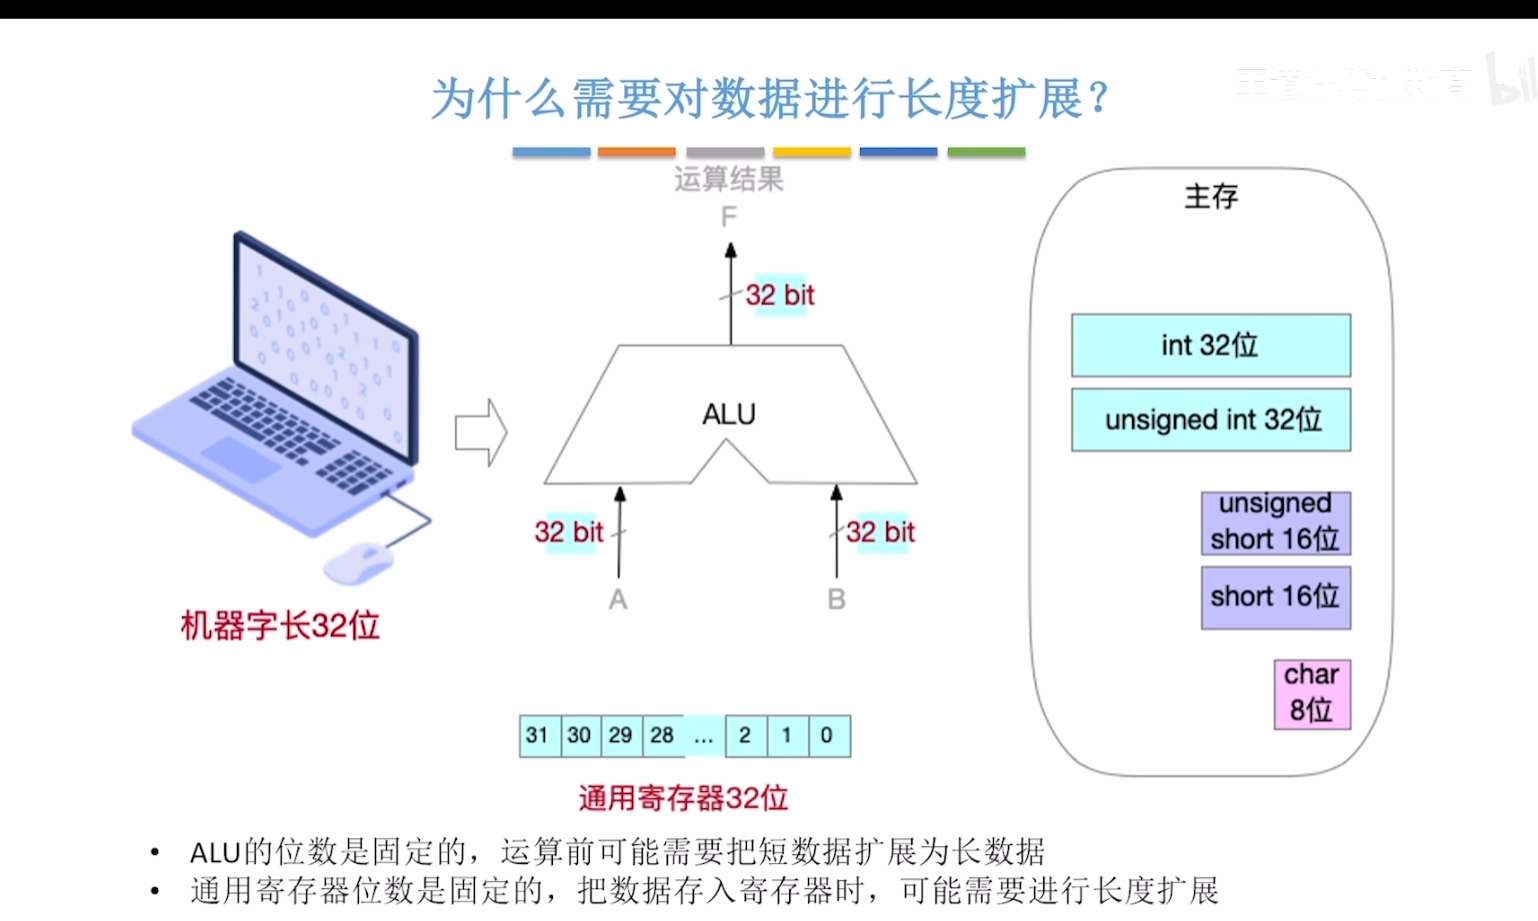 为什么需要对数据进行长度扩展？
运算结果
F
32 bit
ALU
32 bit
32 bit
A
B
机器字长32位
31 30 29 28 ... 2 1 0
通用寄存器32位
主存
int 32位
unsigned int 32位
unsigned
short 16位
short 16位
char
8位
• ALU的位数是固定的，运算前可能需要把短数据扩展为长数据
• 通用寄存器位数是固定的，把数据存入寄存器时，可能需要进行长度扩展